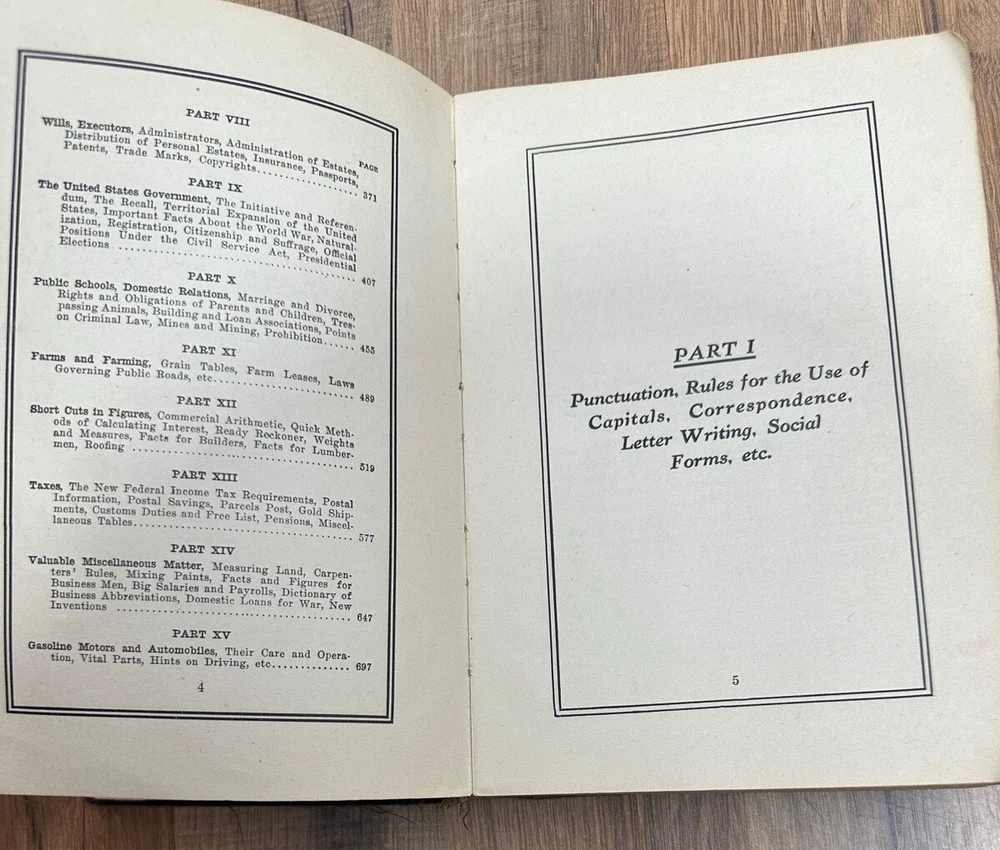 PART VIII
PAGE
Wills, Executors, Administrators, Administration of Estates,
Distribution of Personal Estates, Insurance, Passports,
Patents, Trade Marks, Copyrights.................. 371
PART IX
The United States Government, The Initiative and Referen-
dum, The Recall, Territorial Expansion of the United
States, Important Facts About the World War, Natural-
ization, Registration, Citizenship and Suffrage, Official
Positions Under the Civil Service Act, Presidential
Elections .................................... 407
PART X
Public Schools, Domestic Relations, Marriage and Divorce,
Rights and Obligations of Parents and Children, Tres-
passing Animals, Building and Loan Associations, Points
on Criminal Law, Mines and Mining, Prohibition...... 455
PART XI
Farms and Farming, Grain Tables, Farm Leases, Laws
Governing Public Roads, etc........................ 489
PART XII
Short Cuts in Figures, Commercial Arithmetic, Quick Meth-
ods of Calculating Interest, Ready Reckoner, Weights
and Measures, Facts for Builders, Facts for Lumber-
men, Roofing .................................... 519
PART XIII
Taxes, The New Federal Income Tax Requirements, Postal
Information, Postal Savings, Parcels Post, Gold Ship-
ments, Customs Duties and Free List, Pensions, Miscel-
laneous Tables.................................... 577
PART XIV
Valuable Miscellaneous Matter, Measuring Land, Carpen-
ters' Rules, Mixing Paints, Facts and Figures for
Business Men, Big Salaries and Payrolls, Dictionary of
Business Abbreviations, Domestic Loans for War, New
Inventions .................................... 647
PART XV
Gasoline Motors and Automobiles, Their Care and Opera-
tion, Vital Parts, Hints on Driving, etc.............. 697
4
PART I
Punctuation, Rules for the Use of
Capitals, Correspondence,
Letter Writing, Social
Forms, etc.
5